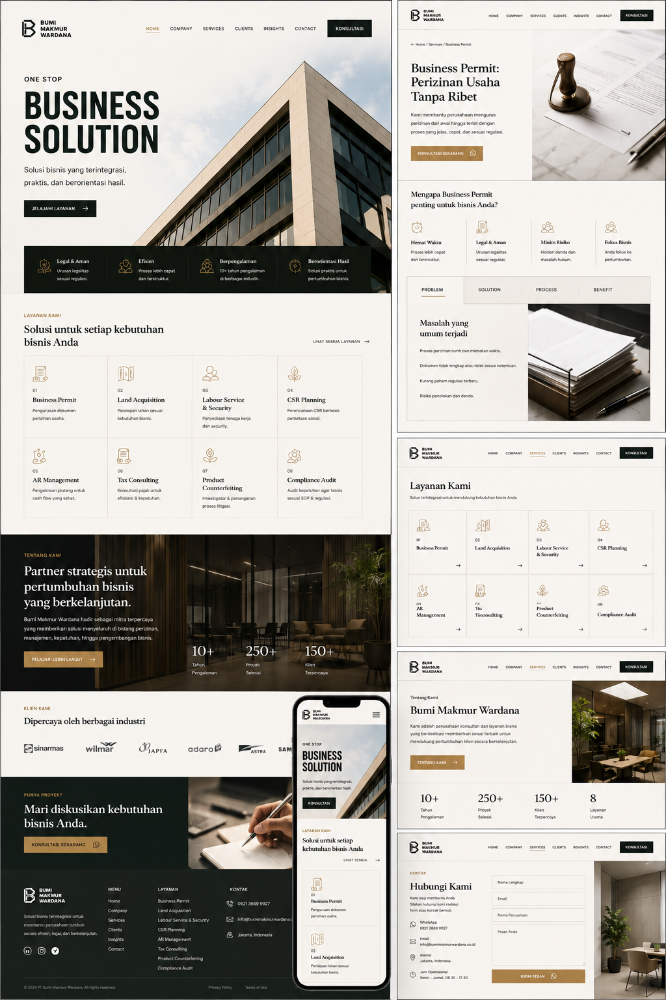 BUMI
MAKMUR
WARDANA
HOME
COMPANY
SERVICES
CLIENTS
INSIGHTS
CONTACT
KONSULTASI
ONE STOP
BUSINESS
SOLUTION
Solusi bisnis yang terintegrasi,
praktis, dan berorientasi hasil.
JELAJAHI LAYANAN
Legal & Aman
Urusan legalitas
sesuai regulasi.
Efisien
Proses lebih cepat
dan terstruktur.
Berpengalaman
10+ tahun pengalaman
di berbagai industri.
Berorientasi Hasil
Solusi praktis untuk
pertumbuhan bisnis.
LAYANAN KAMI
Solusi untuk setiap kebutuhan
bisnis Anda
LIHAT SEMUA LAYANAN
01
Business Permit
Pengurusan dokumen
perizinan usaha.
02
Land Acquisition
Persiapan lahan sesuai
kebutuhan bisnis.
03
Labour Service
& Security
Penyediaan tenaga kerja
dan security.
04
CSR Planning
Perencanaan CSR berbasis
pemetaan sosial.
05
AR Management
Pengelolaan piutang untuk
cash flow yang sehat.
06
Tax Consulting
Konsultasi pajak untuk
efisiensi & kepatuhan.
07
Product
Counterfeiting
Investigator & penanganan
proses litigasi.
08
Compliance Audit
Audit kepatuhan agar bisnis
sesuai SOP & regulasi.
TENTANG KAMI
Partner strategis untuk
pertumbuhan bisnis
yang berkelanjutan.
Bumi Makmur Wardana hadir sebagai mitra terpercaya
yang memberikan solusi menyeluruh di bidang perizinan,
manajemen, kepatuhan, hingga pengembangan bisnis.
PELAJARI LEBIH LANJUT
10+
Tahun
Pengalaman
250+
Proyek
Selesai
150+
Klien
Terpercaya
KLIEN KAMI
Dipercaya oleh berbagai industri
sinarmas
wilmar
JAPFA
adaro
ASTRA
SAM
PUNYA PROYEK?
Mari diskusikan kebutuhan
bisnis Anda.
KONSULTASI SEKARANG
BUMI
MAKMUR
WARDANA
Solusi bisnis terintegrasi untuk
membantu perusahaan tumbuh
secara efisien, legal, dan berkelanjutan.
MENU
Home
Company
Services
Clients
Insights
Contact
LAYANAN
Business Permit
Land Acquisition
Labour Service & Security
CSR Planning
AR Management
Tax Consulting
Product Counterfeiting
Compliance Audit
KONTAK
0821 3669 9927
info@bumimakmurwardana.c
Jakarta, Indonesia
© 2024 PT Bumi Makmur Wardana. All rights reserved.
Privacy Policy
Terms of Use
BUMI
MAKMUR
WARDANA
ONE STOP
BUSINESS
SOLUTION
Solusi bisnis yang terintegrasi,
praktis, dan berorientasi hasil.
KONSULTASI
LAYANAN KAMI
Solusi untuk setiap
kebutuhan bisnis Anda
LIHAT SEMUA
01
Business Permit
Pengurusan dokumen
perizinan usaha.
02
Land Acquisition
Persiapan lahan sesuai
kebutuhan bisnis.
BUMI
MAKMUR
WARDANA
HOME
COMPANY
SERVICES
CLIENTS
INSIGHTS
CONTACT
KONSULTASI
← Home / Services / Business Permit
Business Permit:
Perizinan Usaha
Tanpa Ribet
Kami membantu perusahaan mengurus
perizinan dari awal hingga terbit dengan
proses yang jelas, cepat, dan sesuai regulasi.
KONSULTASI SEKARANG
Mengapa Business Permit
penting untuk bisnis Anda?
Hemat Waktu
Proses lebih cepat
dan terstruktur.
Legal & Aman
Urusan legalitas
sesuai regulasi.
Minim Risiko
Hindari denda dan
masalah hukum.
Fokus Bisnis
Anda fokus ke
pertumbuhan.
PROBLEM
SOLUTION
PROCESS
BENEFIT
Masalah yang
umum terjadi
Proses perizinan rumit dan memakan waktu.
Dokumen tidak lengkap atau tidak sesuai ketentuan.
Kurang paham regulasi terbaru.
Risiko penolakan dan denda.
BUMI
MAKMUR
WARDANA
HOME
COMPANY
SERVICES
CLIENTS
INSIGHTS
CONTACT
KONSULTASI
Layanan Kami
Solusi terintegrasi untuk mendukung kebutuhan bisnis Anda
01
Business Permit
02
Land Acquisition
03
Labour Service
& Security
04
CSR Planning
AR
Management
Product
Counterfeiting
08
Compliance Audit
BUMI
MAKMUR
WARDANA
HOME
COMPANY
SERVICES
CLIENTS
INSIGHTS
CONTACT
KONSULTASI
Tentang Kami
Bumi Makmur Wardana
Kami adalah perusahaan konsultan dan layanan bisnis
yang berdedikasi memberikan solusi terbaik untuk
mendukung pertumbuhan klien secara berkelanjutan.
TENTANG KAMI
10+
Tahun
Pengalaman
250+
Proyek
Selesai
150+
Klien
Terpercaya
8
Layanan
Utama
BUMI
MAKMUR
WARDANA
HOME
COMPANY
SERVICES
CLIENTS
INSIGHTS
CONTACT
KONSULTASI
KONTAK
Hubungi Kami
Kami siap membantu Anda.
Silakan hubungi kami melalui
form atau kontak berikut.
WhatsApp
0821 3669 9927
Email
info@bumimakmurwardana.co.id
Alamat
Jakarta, Indonesia
Jam Operasional
Senin - Jumat, 08.30 - 17.30
Nama Lengkap
Email
Nama Perusahaan
Pesan Anda
KIRIM PESAN